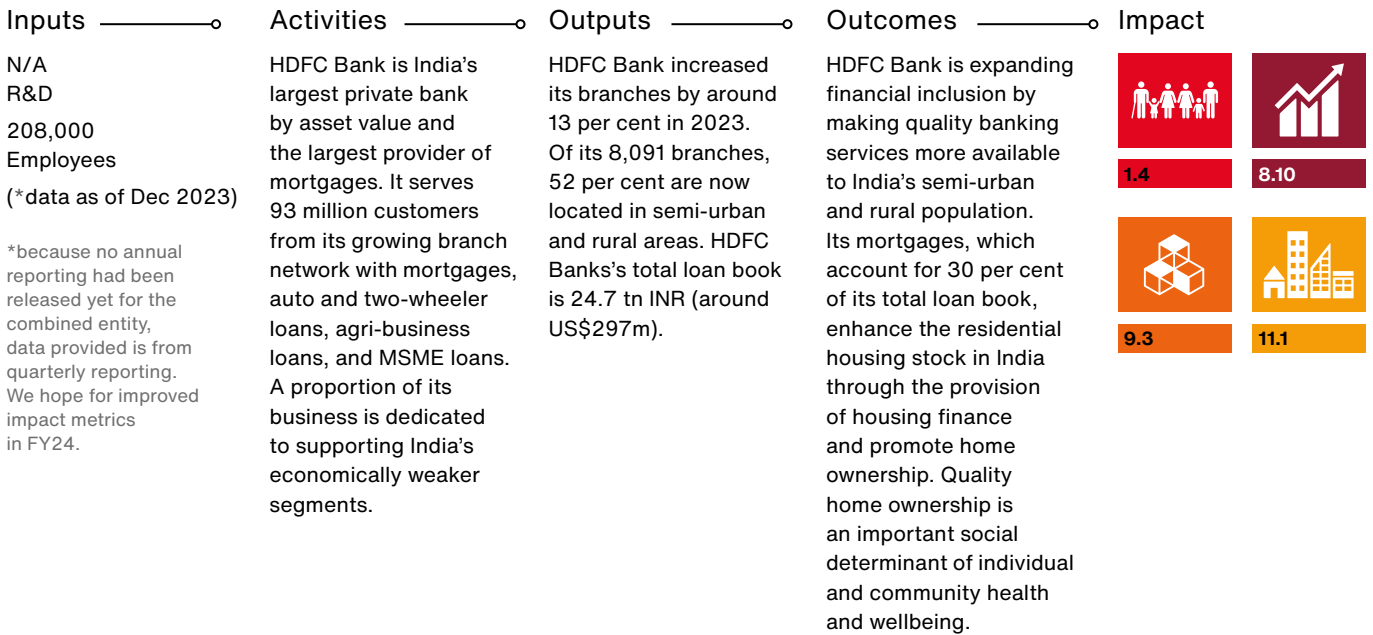 Inputs
N/A
R&D
208,000
Employees
(*data as of Dec 2023)
*because no annual
reporting had been
released yet for the
combined entity,
data provided is from
quarterly reporting.
We hope for improved
impact metrics
in FY24.
Activities
HDFC Bank is India's
largest private bank
by asset value and
the largest provider of
mortgages. It serves
93 million customers
from its growing branch
network with mortgages,
auto and two-wheeler
loans, agri-business
loans, and MSME loans.
A proportion of its
business is dedicated
to supporting India's
economically weaker
segments.
Outputs
HDFC Bank increased
its branches by around
13 per cent in 2023.
Of its 8,091 branches,
52 per cent are now
located in semi-urban
and rural areas. HDFC
Banks's total loan book
is 24.7 tn INR (around
US$297m).
Outcomes
HDFC Bank is expanding
financial inclusion by
making quality banking
services more available
to India's semi-urban
and rural population.
Its mortgages, which
account for 30 per cent
of its total loan book,
enhance the residential
housing stock in India
through the provision
of housing finance
and promote home
ownership. Quality
home ownership is
an important social
determinant of individual
and community health
and wellbeing.
Impact
1.4
8.10
9.3
11.1